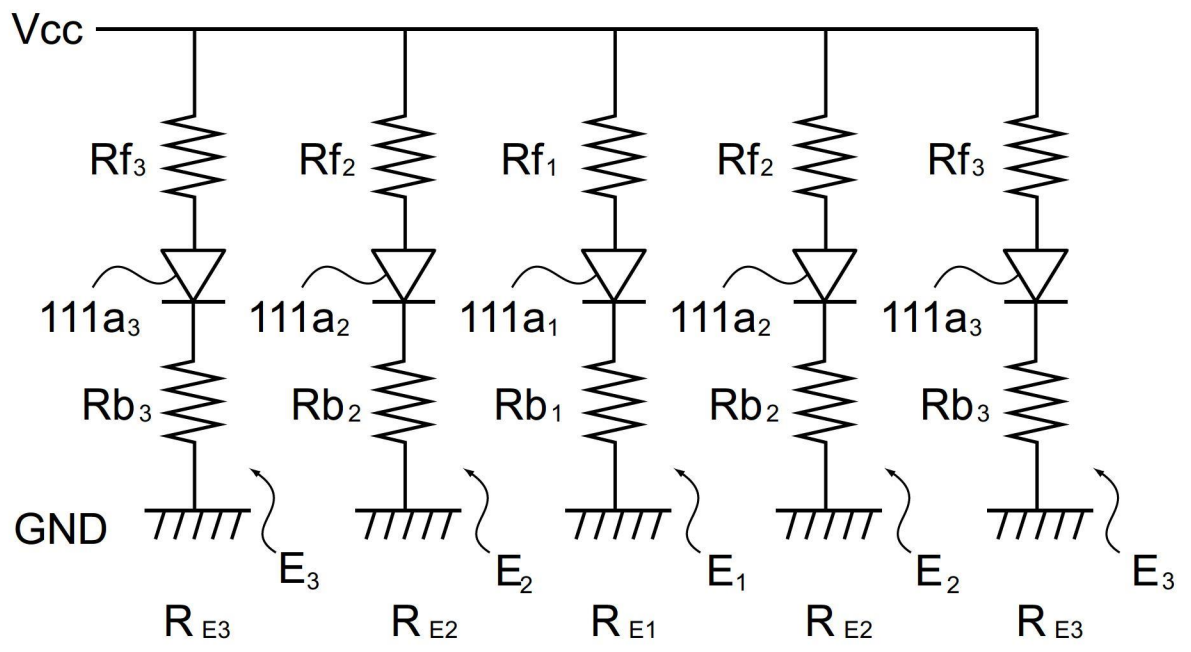 Vcc
Rf3 Rf2 Rf1 Rf2 Rf3
111a3 111a2 111a1 111a2 111a3
Rb3 Rb2 Rb1 Rb2 Rb3
GND
E3 E2 E1 E2 E3
RE3 RE2 RE1 RE2 RE3